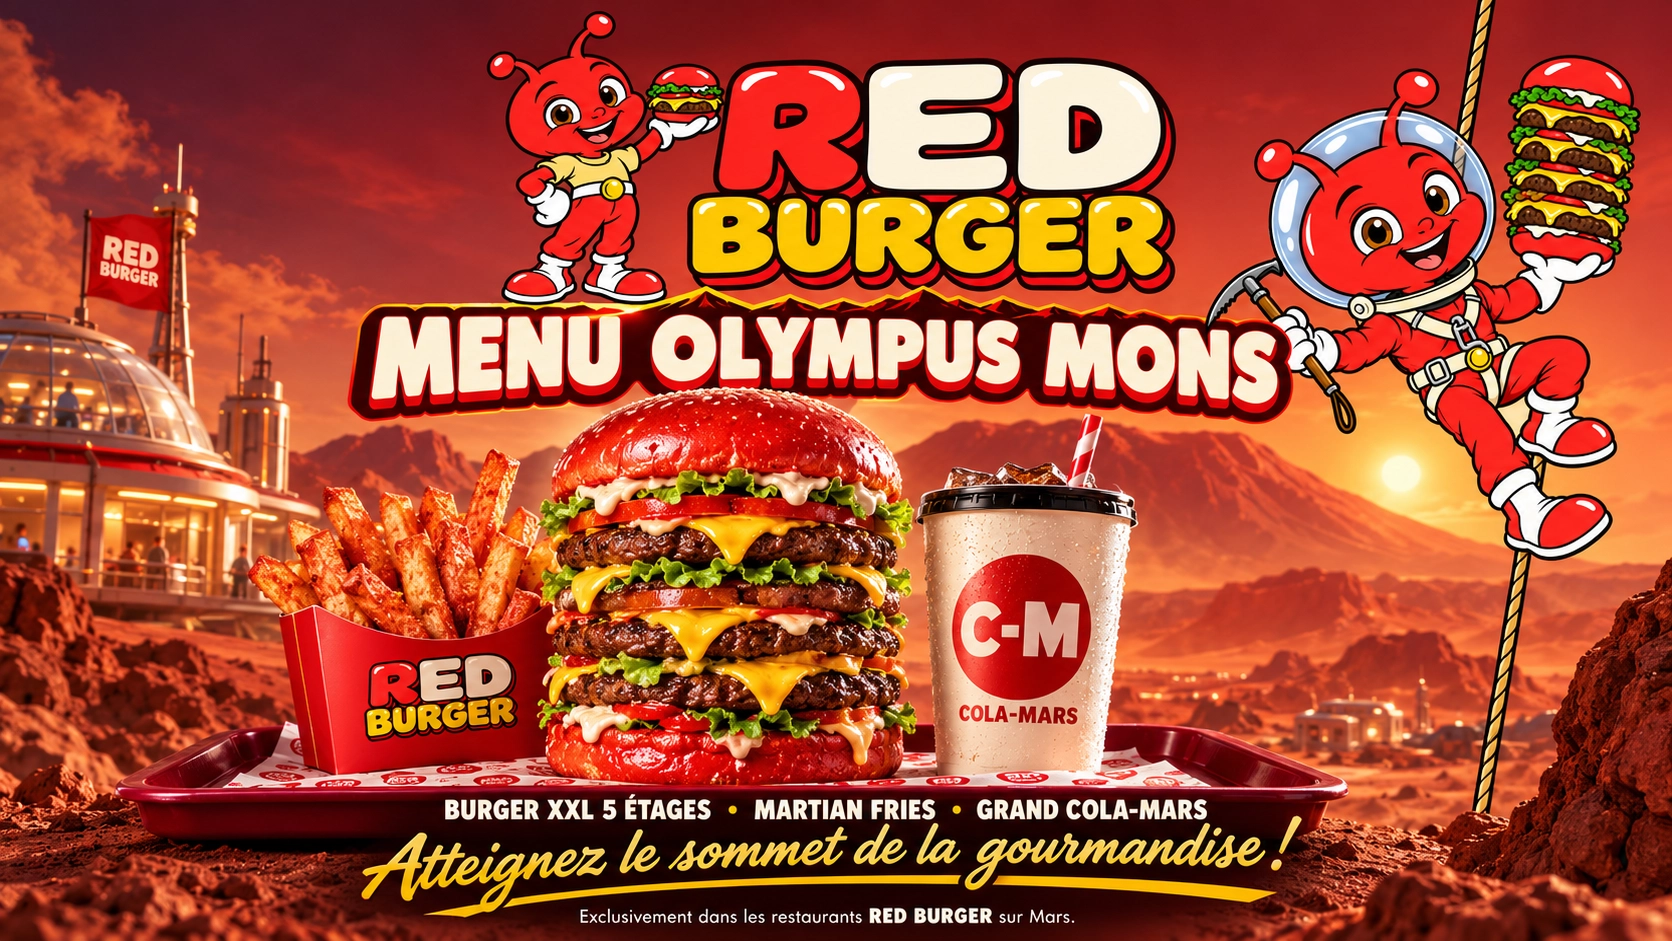 RED
BURGER
MENU OLYMPUS MONS
RED
BURGER
RED
BURGER
C-M
COLA-MARS
BURGER XXL 5 ÉTAGES • MARTIAN FRIES • GRAND COLA-MARS
Atteignez le sommet de la gourmandise !
Exclusivement dans les restaurants RED BURGER sur Mars.